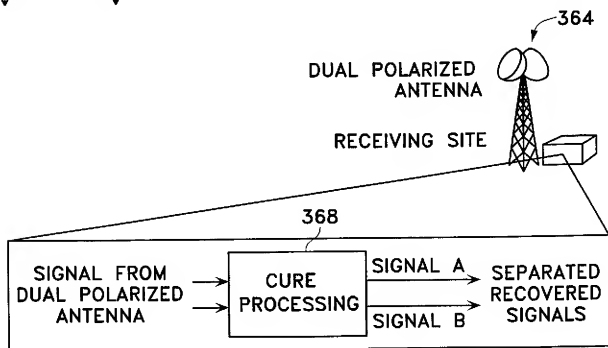 364
DUAL POLARIZED
ANTENNA
RECEIVING SITE
368
SIGNAL FROM
DUAL POLARIZED
ANTENNA
CURE
PROCESSING
SIGNAL A
SIGNAL B
SEPARATED
RECOVERED
SIGNALS